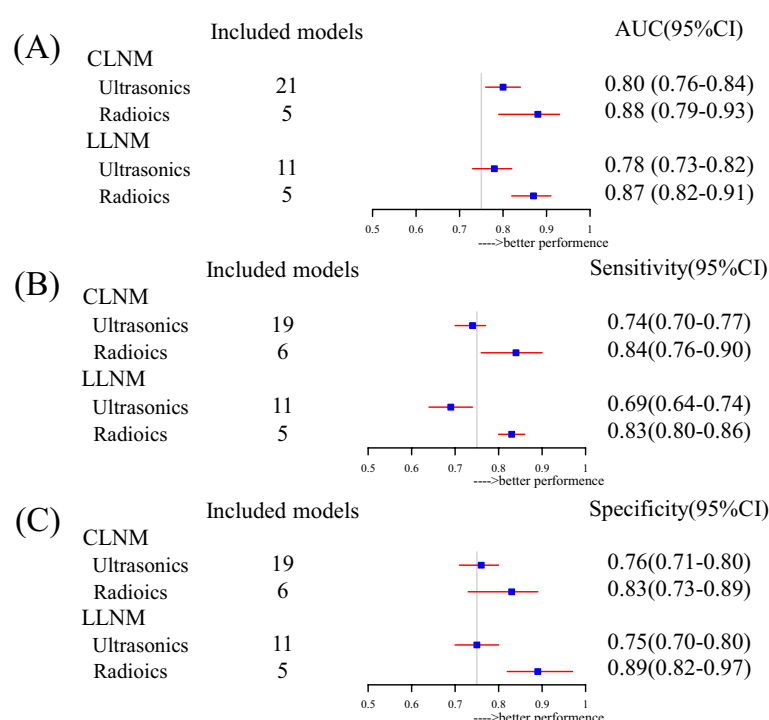 (A) Included models AUC(95%CI)
CLNM
Ultrasonics 21 0.80 (0.76-0.84)
Radioics 5 0.88 (0.79-0.93)
LLNM
Ultrasonics 11 0.78 (0.73-0.82)
Radioics 5 0.87 (0.82-0.91)
0.5 0.6 0.7 0.8 0.9 1
---->better performence
(B) Included models Sensitivity(95%CI)
CLNM
Ultrasonics 19 0.74(0.70-0.77)
Radioics 6 0.84(0.76-0.90)
LLNM
Ultrasonics 11 0.69(0.64-0.74)
Radioics 5 0.83(0.80-0.86)
0.5 0.6 0.7 0.8 0.9 1
---->better performence
(C) Included models Specificity(95%CI)
CLNM
Ultrasonics 19 0.76(0.71-0.80)
Radioics 6 0.83(0.73-0.89)
LLNM
Ultrasonics 11 0.75(0.70-0.80)
Radioics 5 0.89(0.82-0.97)
0.5 0.6 0.7 0.8 0.9 1
---->better performence